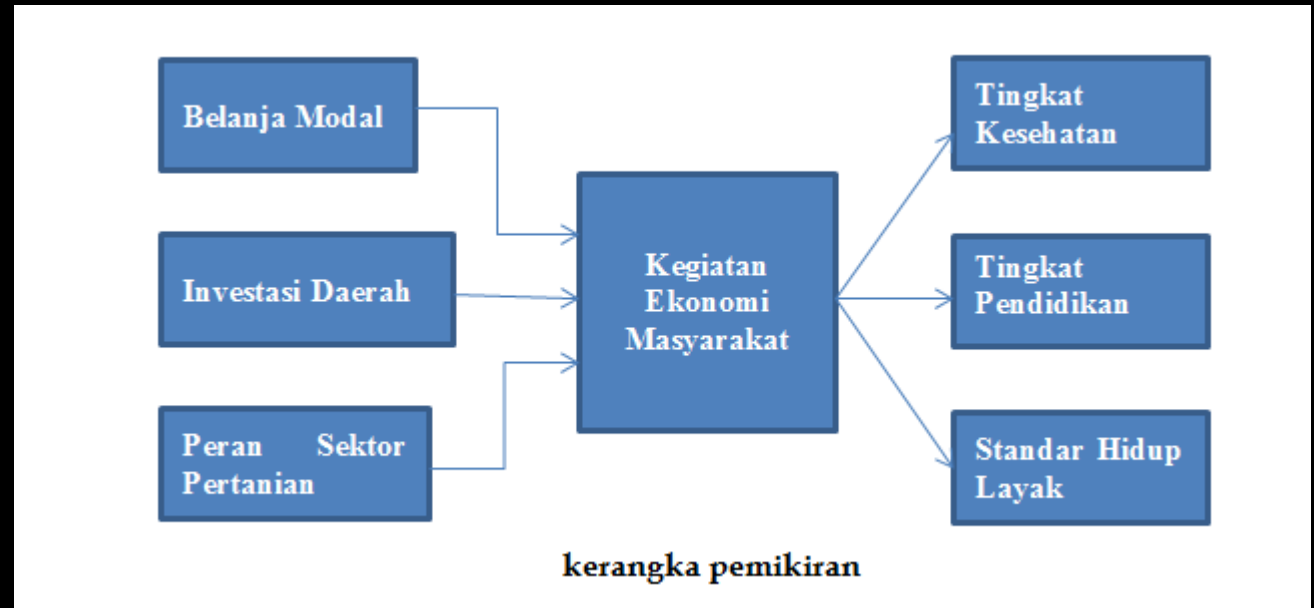 Belanja Modal
Investasi Daerah
Peran Sektor
Pertanian
Kegiatan
Ekonomi
Masyarakat
Tingkat
Kesehatan
Tingkat
Pendidikan
Standar Hidup
Layak
kerangka pemikiran